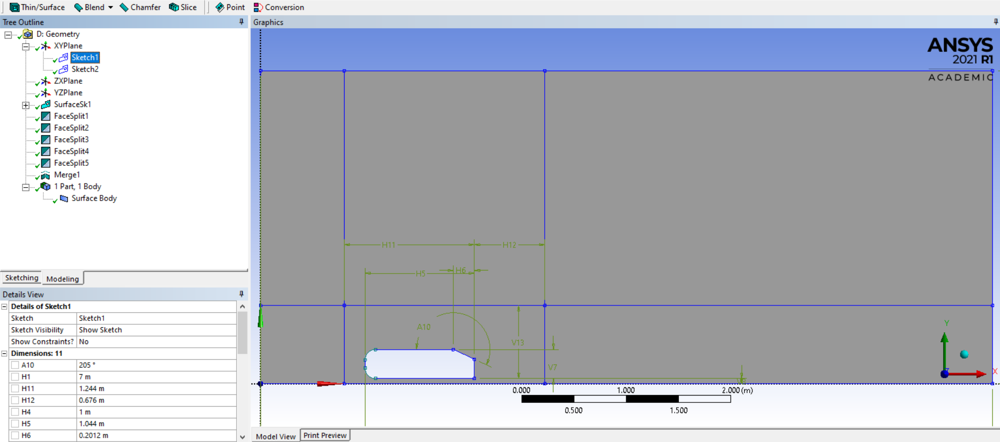 Thin/Surface Blend Chamfer Slice Point Conversion
Tree Outline
D: Geometry
XYPlane
Sketch1
Sketch2
ZXPlane
YZPlane
SurfaceSk1
FaceSplit1
FaceSplit2
FaceSplit3
FaceSplit4
FaceSplit5
Merge1
1 Part, 1 Body
Surface Body
Sketching Modeling
Details View
Details of Sketch1
Sketch Sketch1
Sketch Visibility Show Sketch
Show Constraints? No
Dimensions: 11
A10 205 °
H1 7 m
H11 1.244 m
H12 0.676 m
H4 1 m
H5 1.044 m
H6 0.2012 m
Graphics
ANSYS
2021 R1
ACADEMIC
H11 H12
H5 H6
A10
V13
V7
Y
X
0.000 1.000 2.000 (m)
0.500 1.500
Model View Print Preview